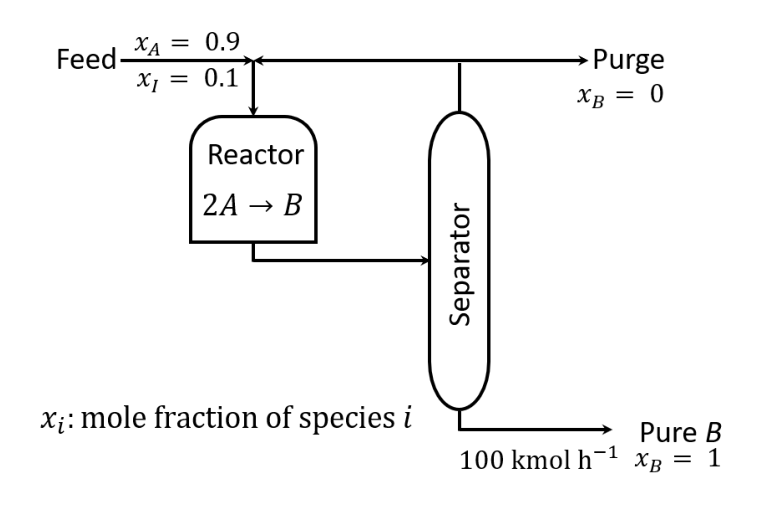 Feed
x_A = 0.9
x_I = 0.1
Purge
x_B = 0
Reactor
2A → B
Separator
x_i: mole fraction of species i
Pure B
100 kmol h⁻¹
x_B = 1